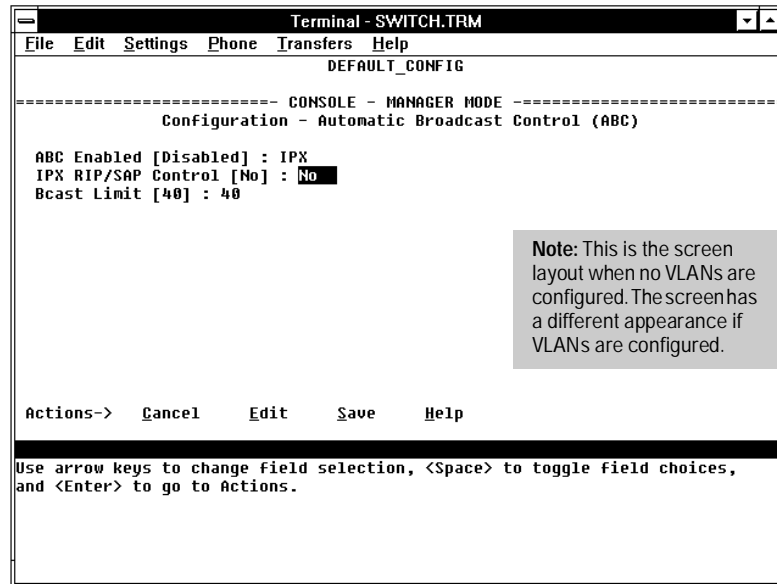 Terminal - SWITCH.TRM
File Edit Settings Phone Transfers Help
DEFAULT_CONFIG
==========================- CONSOLE - MANAGER MODE -==========================
Configuration - Automatic Broadcast Control (ABC)
ABC Enabled [Disabled] : IPX
IPX RIP/SAP Control [No] : No
Bcast Limit [40] : 40
Note: This is the screen
layout when no VLANs are
configured. The screen has
a different appearance if
VLANs are configured.
Actions-> Cancel Edit Save Help
Use arrow keys to change field selection, <Space> to toggle field choices,
and <Enter> to go to Actions.